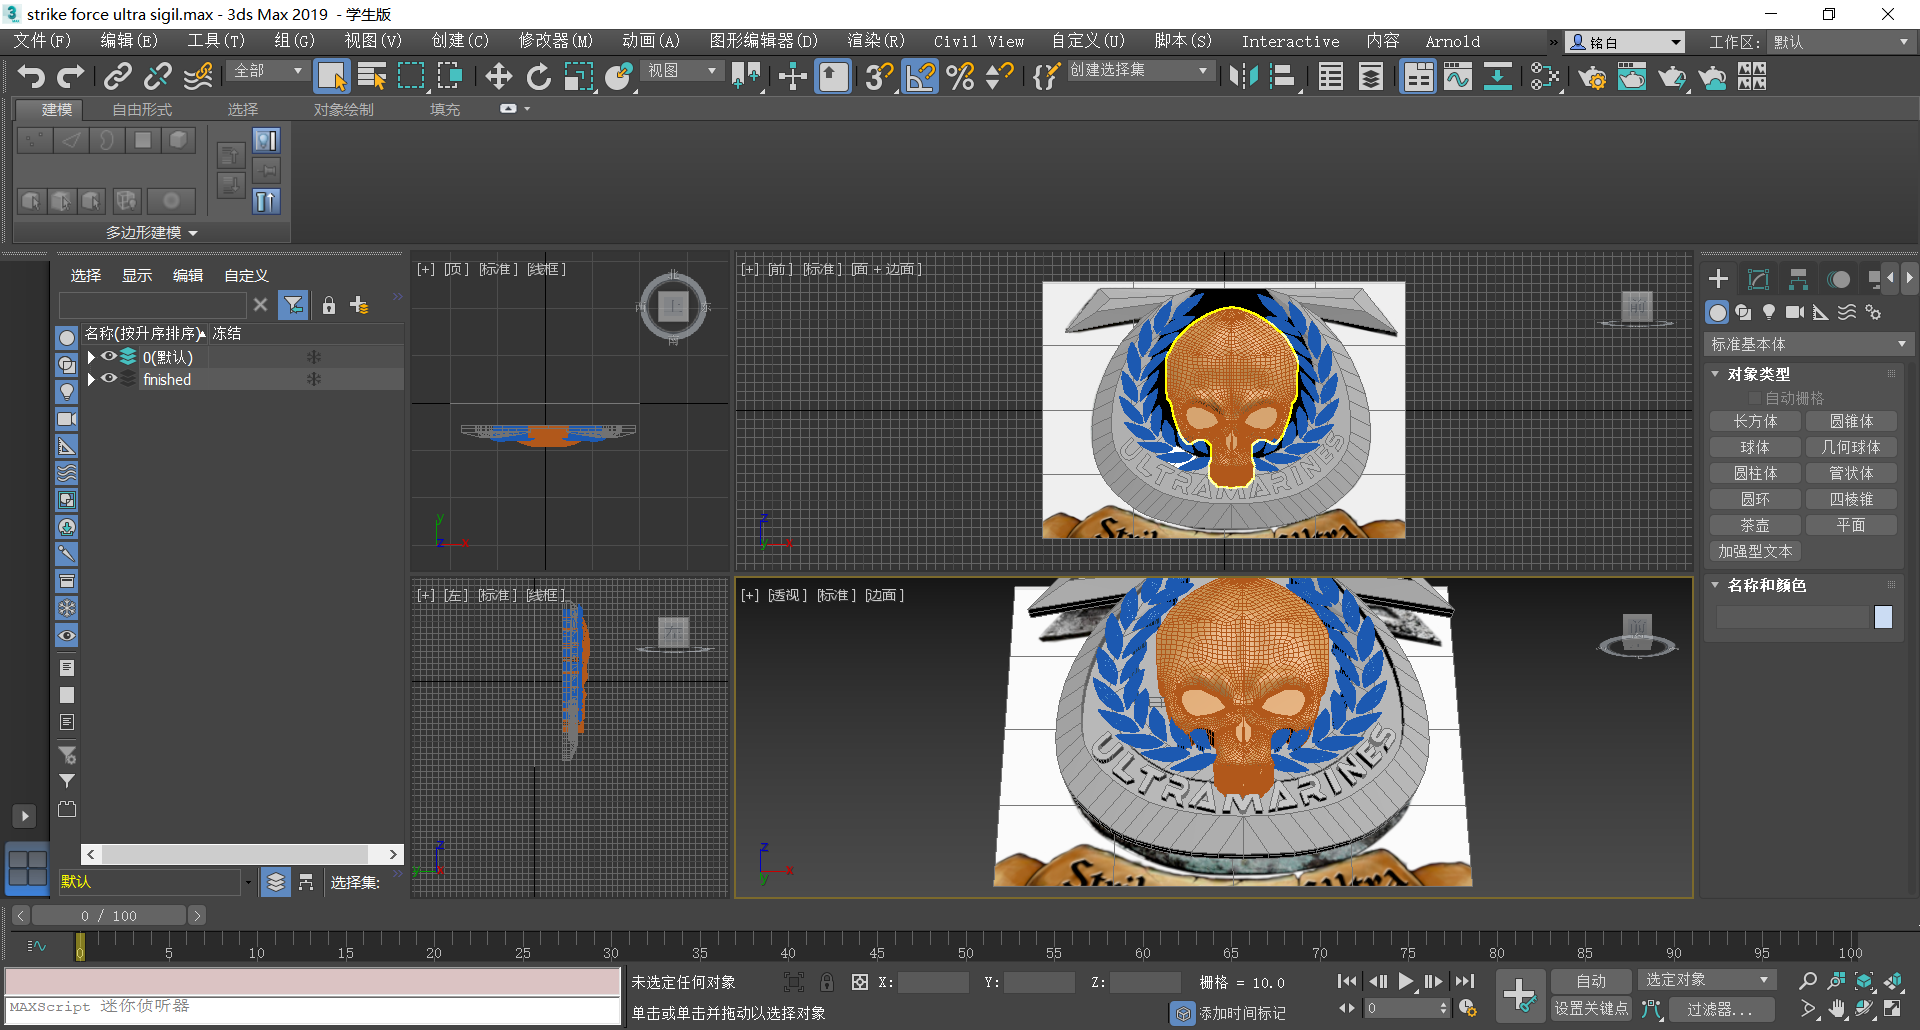 strike force ultra sigil.max - 3ds Max 2019  - 学生版
文件(F) 编辑(E) 工具(T) 组(G) 视图(V) 创建(C) 修改器(M) 动画(A) 图形编辑器(D) 渲染(R) Civil View 自定义(U) 脚本(S) Interactive 内容 Arnold » 铭白 工作区: 默认
全部 视图 创建选择集
建模 自由形式 选择 对象绘制 填充
多边形建模
选择 显示 编辑 自定义
名称(按升序排序) 冻结
0(默认)
finished
默认 选择集:
[+] [顶] [标准] [线框]
北
上
东
南
[+] [前] [标准] [面 + 边面]
前
ULTRAMARINES
[+] [左] [标准] [线框]
左
[+] [透视] [标准] [边面]
ULTRAMARINES
标准基本体
对象类型
自动栅格
长方体 圆锥体
球体 几何球体
圆柱体 管状体
圆环 四棱锥
茶壶 平面
加强型文本
名称和颜色
0 / 100
0 5 10 15 20 25 30 35 40 45 50 55 60 65 70 75 80 85 90 95 100
未选定任何对象 X: Y: Z: 栅格 = 10.0 自动 选定对象
MAXScript 迷你侦听器 单击或单击并拖动以选择对象 添加时间标记 0 设置关键点 过滤器...